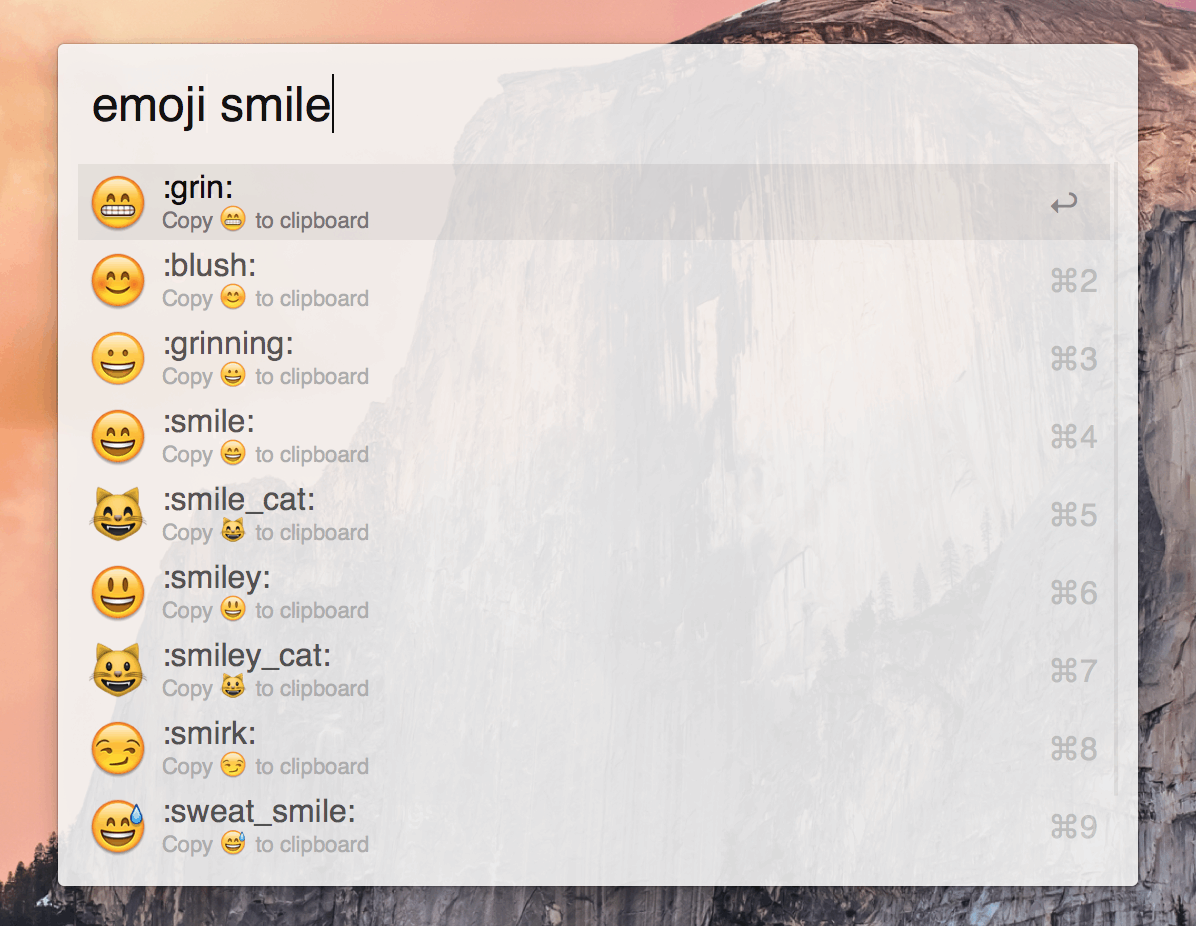 emoji smile
:grin:
Copy 😁 to clipboard
:blush:
Copy 😊 to clipboard
⌘2
:grinning:
Copy 😀 to clipboard
⌘3
:smile:
Copy 😄 to clipboard
⌘4
:smile_cat:
Copy 😸 to clipboard
⌘5
:smiley:
Copy 😃 to clipboard
⌘6
:smiley_cat:
Copy 😺 to clipboard
⌘7
:smirk:
Copy 😏 to clipboard
⌘8
:sweat_smile:
Copy 😅 to clipboard
⌘9